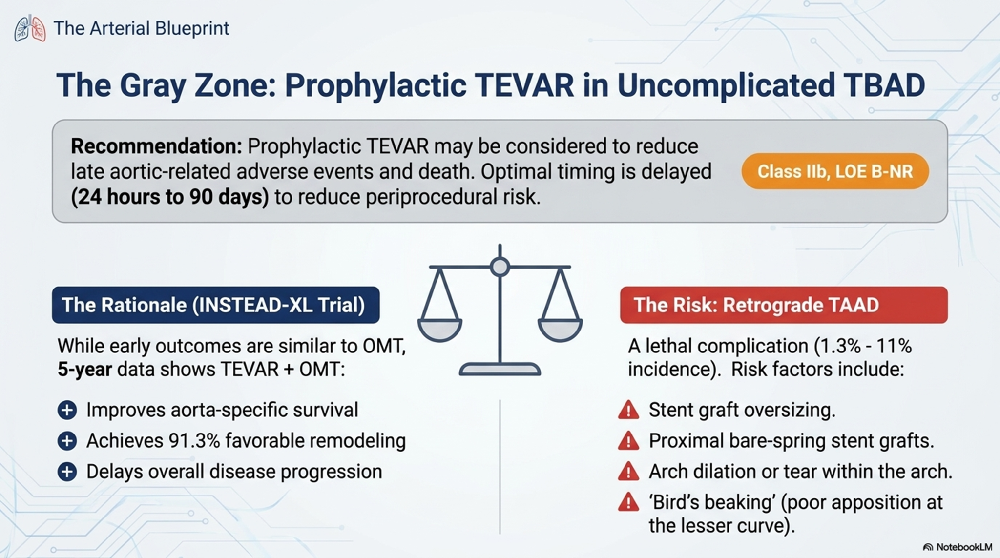 The Arterial Blueprint
The Gray Zone: Prophylactic TEVAR in Uncomplicated TBAD
Recommendation: Prophylactic TEVAR may be considered to reduce
late aortic-related adverse events and death. Optimal timing is delayed
(24 hours to 90 days) to reduce periprocedural risk.
Class IIb, LOE B-NR
The Rationale (INSTEAD-XL Trial)
While early outcomes are similar to OMT,
5-year data shows TEVAR + OMT:
Improves aorta-specific survival
Achieves 91.3% favorable remodeling
Delays overall disease progression
The Risk: Retrograde TAAD
A lethal complication (1.3% - 11%
incidence). Risk factors include:
Stent graft oversizing.
Proximal bare-spring stent grafts.
Arch dilation or tear within the arch.
‘Bird’s beaking’ (poor apposition at
the lesser curve).
NotebookLM